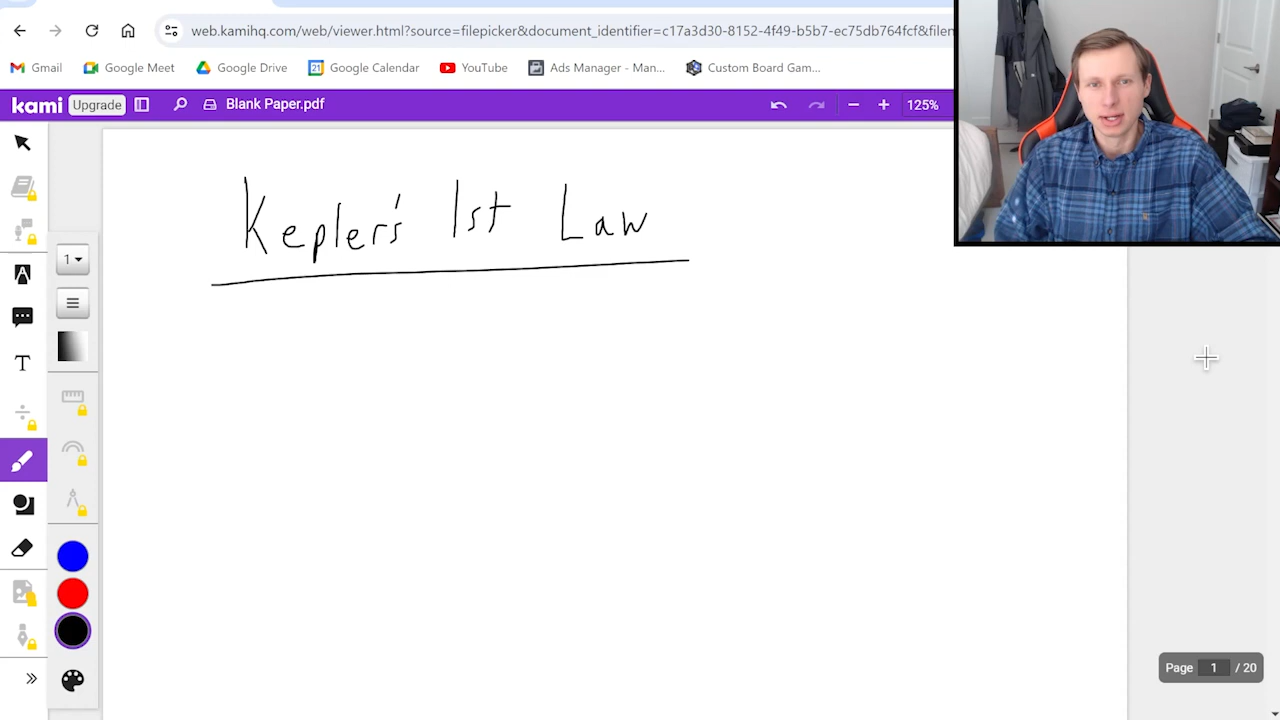 web.kamihq.com/web/viewer.html?source=filepicker&document_identifier=c17a3d30-8152-4f49-b5b7-ec75db764fcf&filen
Gmail Google Meet Google Drive 21 Google Calendar YouTube Ads Manager - Man... Custom Board Gam...
kami Upgrade Blank Paper.pdf 125%
Kepler's 1st Law
1
T
Page 1 / 20